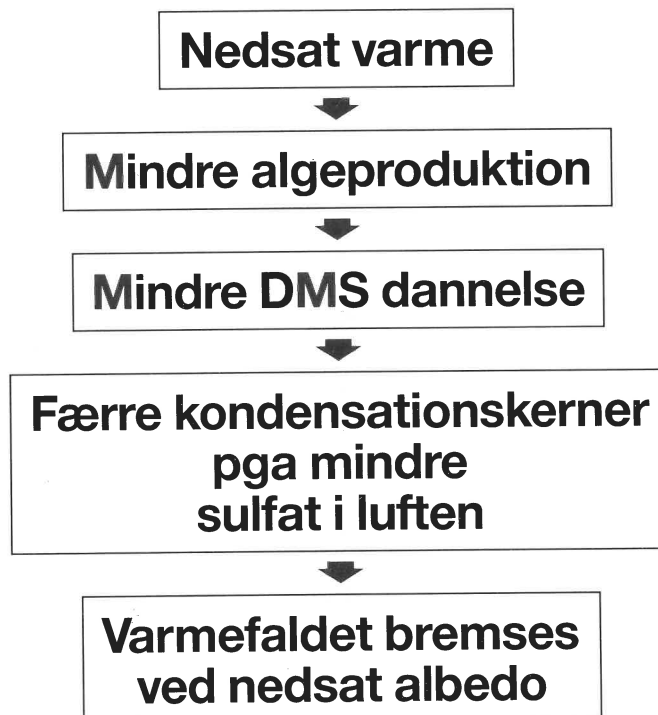 Nedsat varme
Mindre algeproduktion
Mindre DMS dannelse
Færre kondensationskerner
pga mindre
sulfat i luften
Varmefaldet bremses
ved nedsat albedo